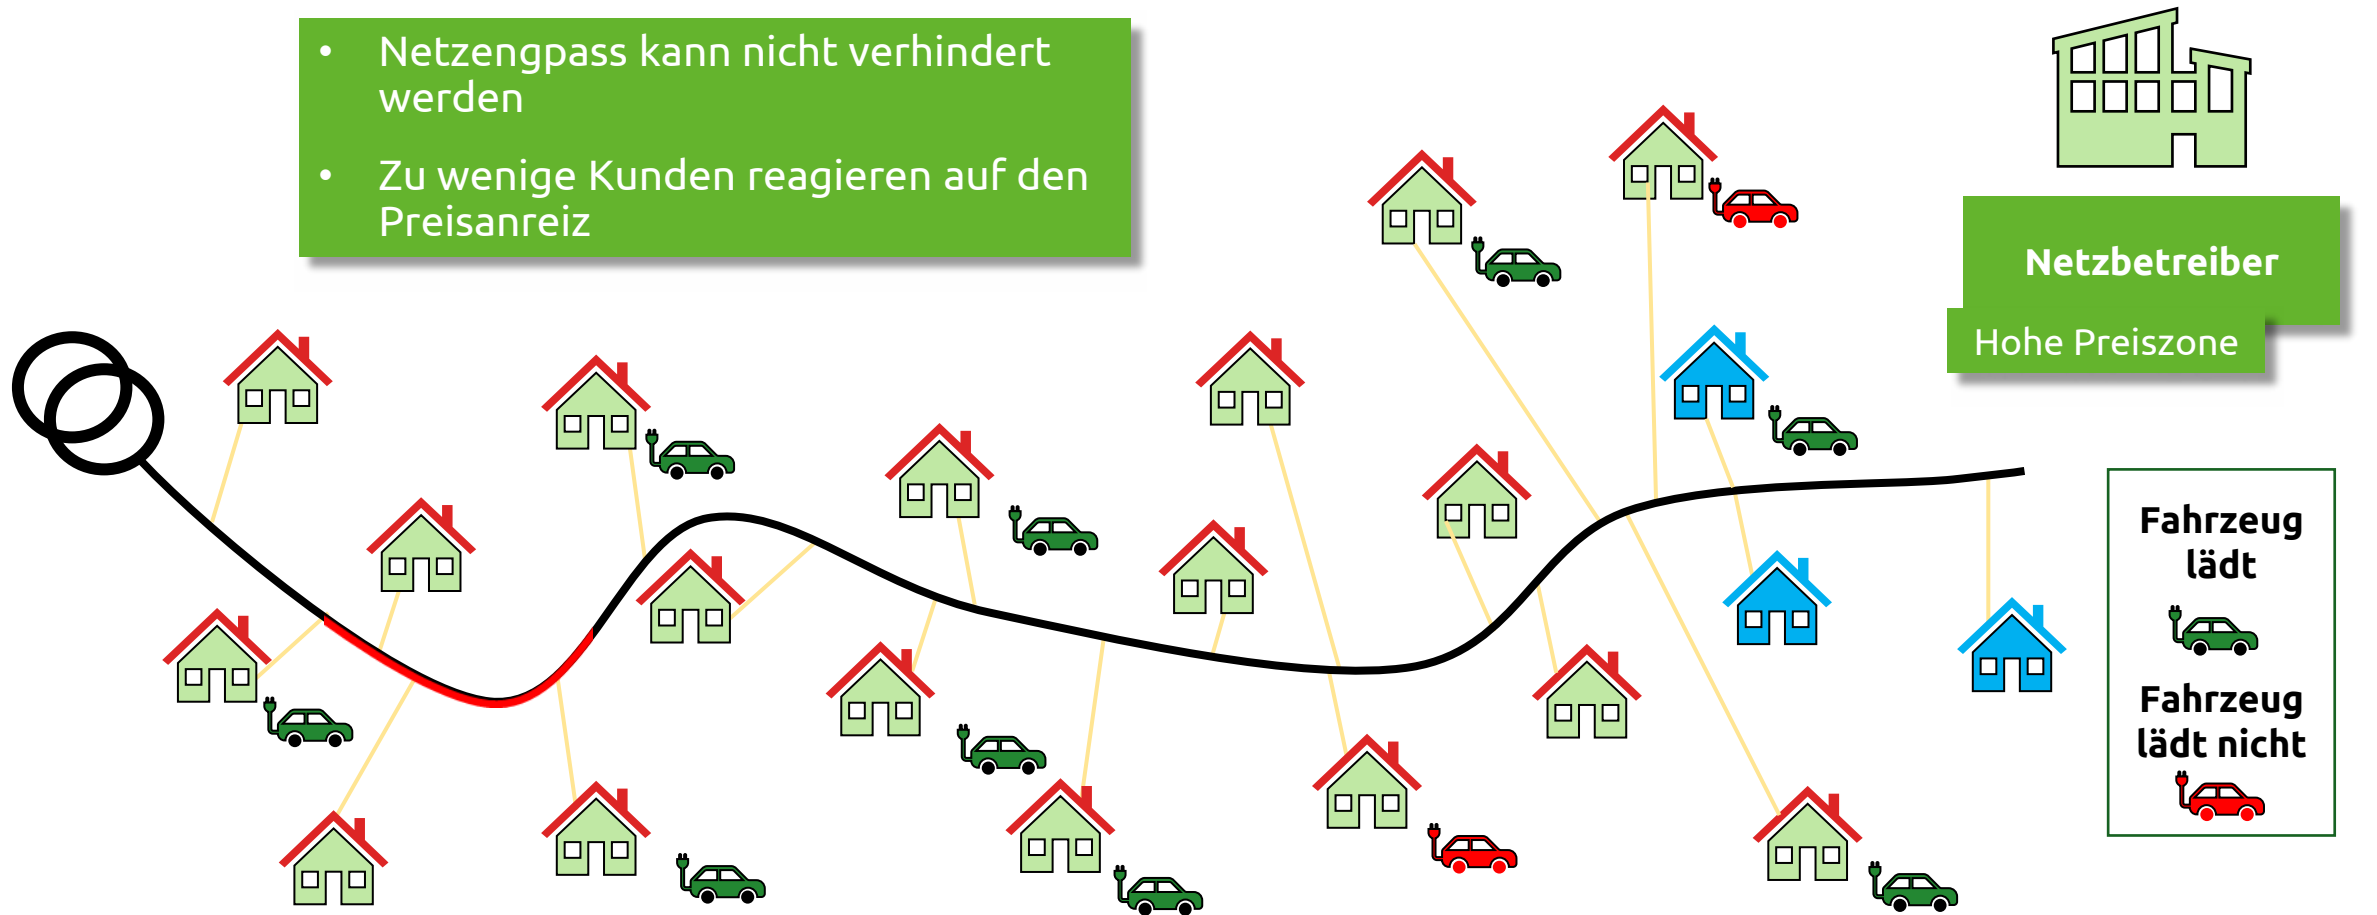 • Netzengpass kann nicht verhindert
werden
• Zu wenige Kunden reagieren auf den
Preisanreiz
Netzbetreiber
Hohe Preiszone
Fahrzeug
lädt
Fahrzeug
lädt nicht